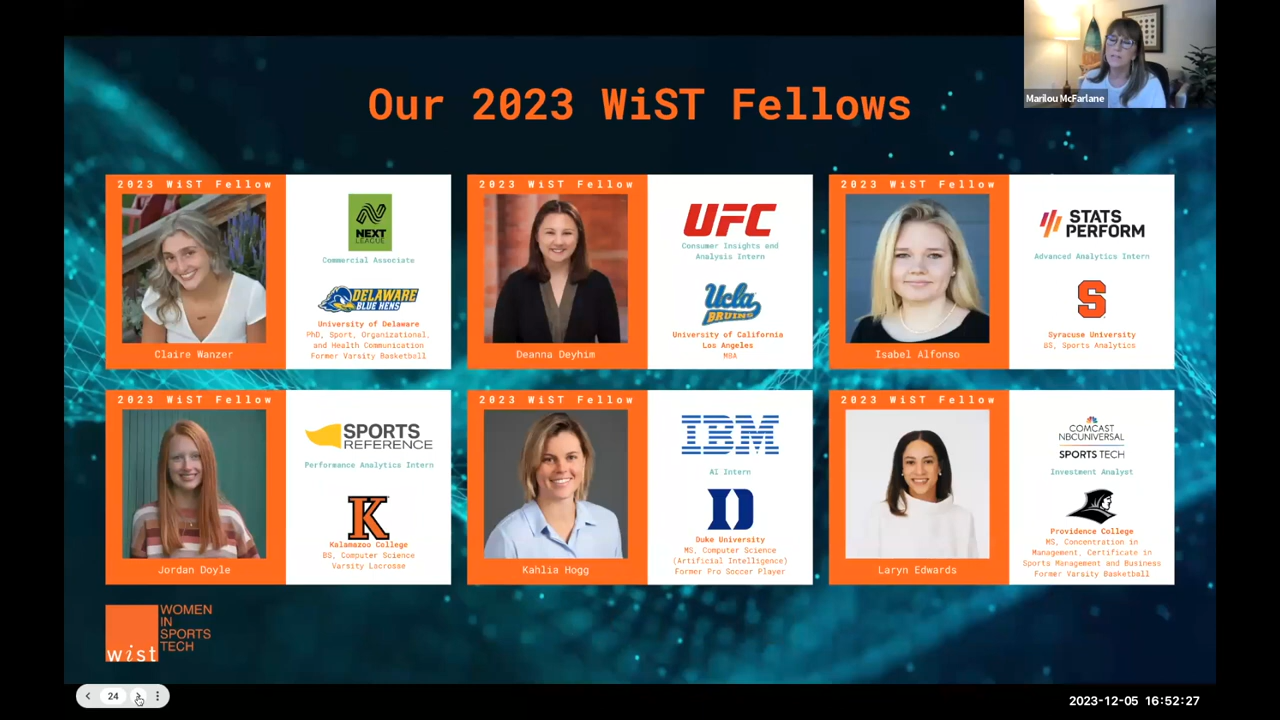 Marilou McFarlane
Our 2023 WiST Fellows
2023 WiST Fellow
Claire Wanzer
NEXT
LEAGUE
Commercial Associate
DELAWARE
BLUE HENS
University of Delaware
PhD, Sport, Organizational,
and Health Communication
Former Varsity Basketball
2023 WiST Fellow
Deanna Deyhim
UFC
Consumer Insights and
Analysis Intern
Ucla
BRUINS
University of California
Los Angeles
MBA
2023 WiST Fellow
Isabel Alfonso
STATS
PERFORM
Advanced Analytics Intern
S
Syracuse University
BS, Sports Analytics
2023 WiST Fellow
Jordan Doyle
SPORTS
REFERENCE
Performance Analytics Intern
K
Kalamazoo College
BS, Computer Science
Varsity Lacrosse
2023 WiST Fellow
Kahlia Hogg
IBM
AI Intern
D
Duke University
MS, Computer Science
(Artificial Intelligence)
Former Pro Soccer Player
2023 WiST Fellow
Laryn Edwards
COMCAST
NBCUNIVERSAL
SPORTS TECH
Investment Analyst
Providence College
MS, Concentration in
Management, Certificate in
Sports Management and Business
Former Varsity Basketball
wist
WOMEN
IN
SPORTS
TECH
24
2023-12-05 16:52:27